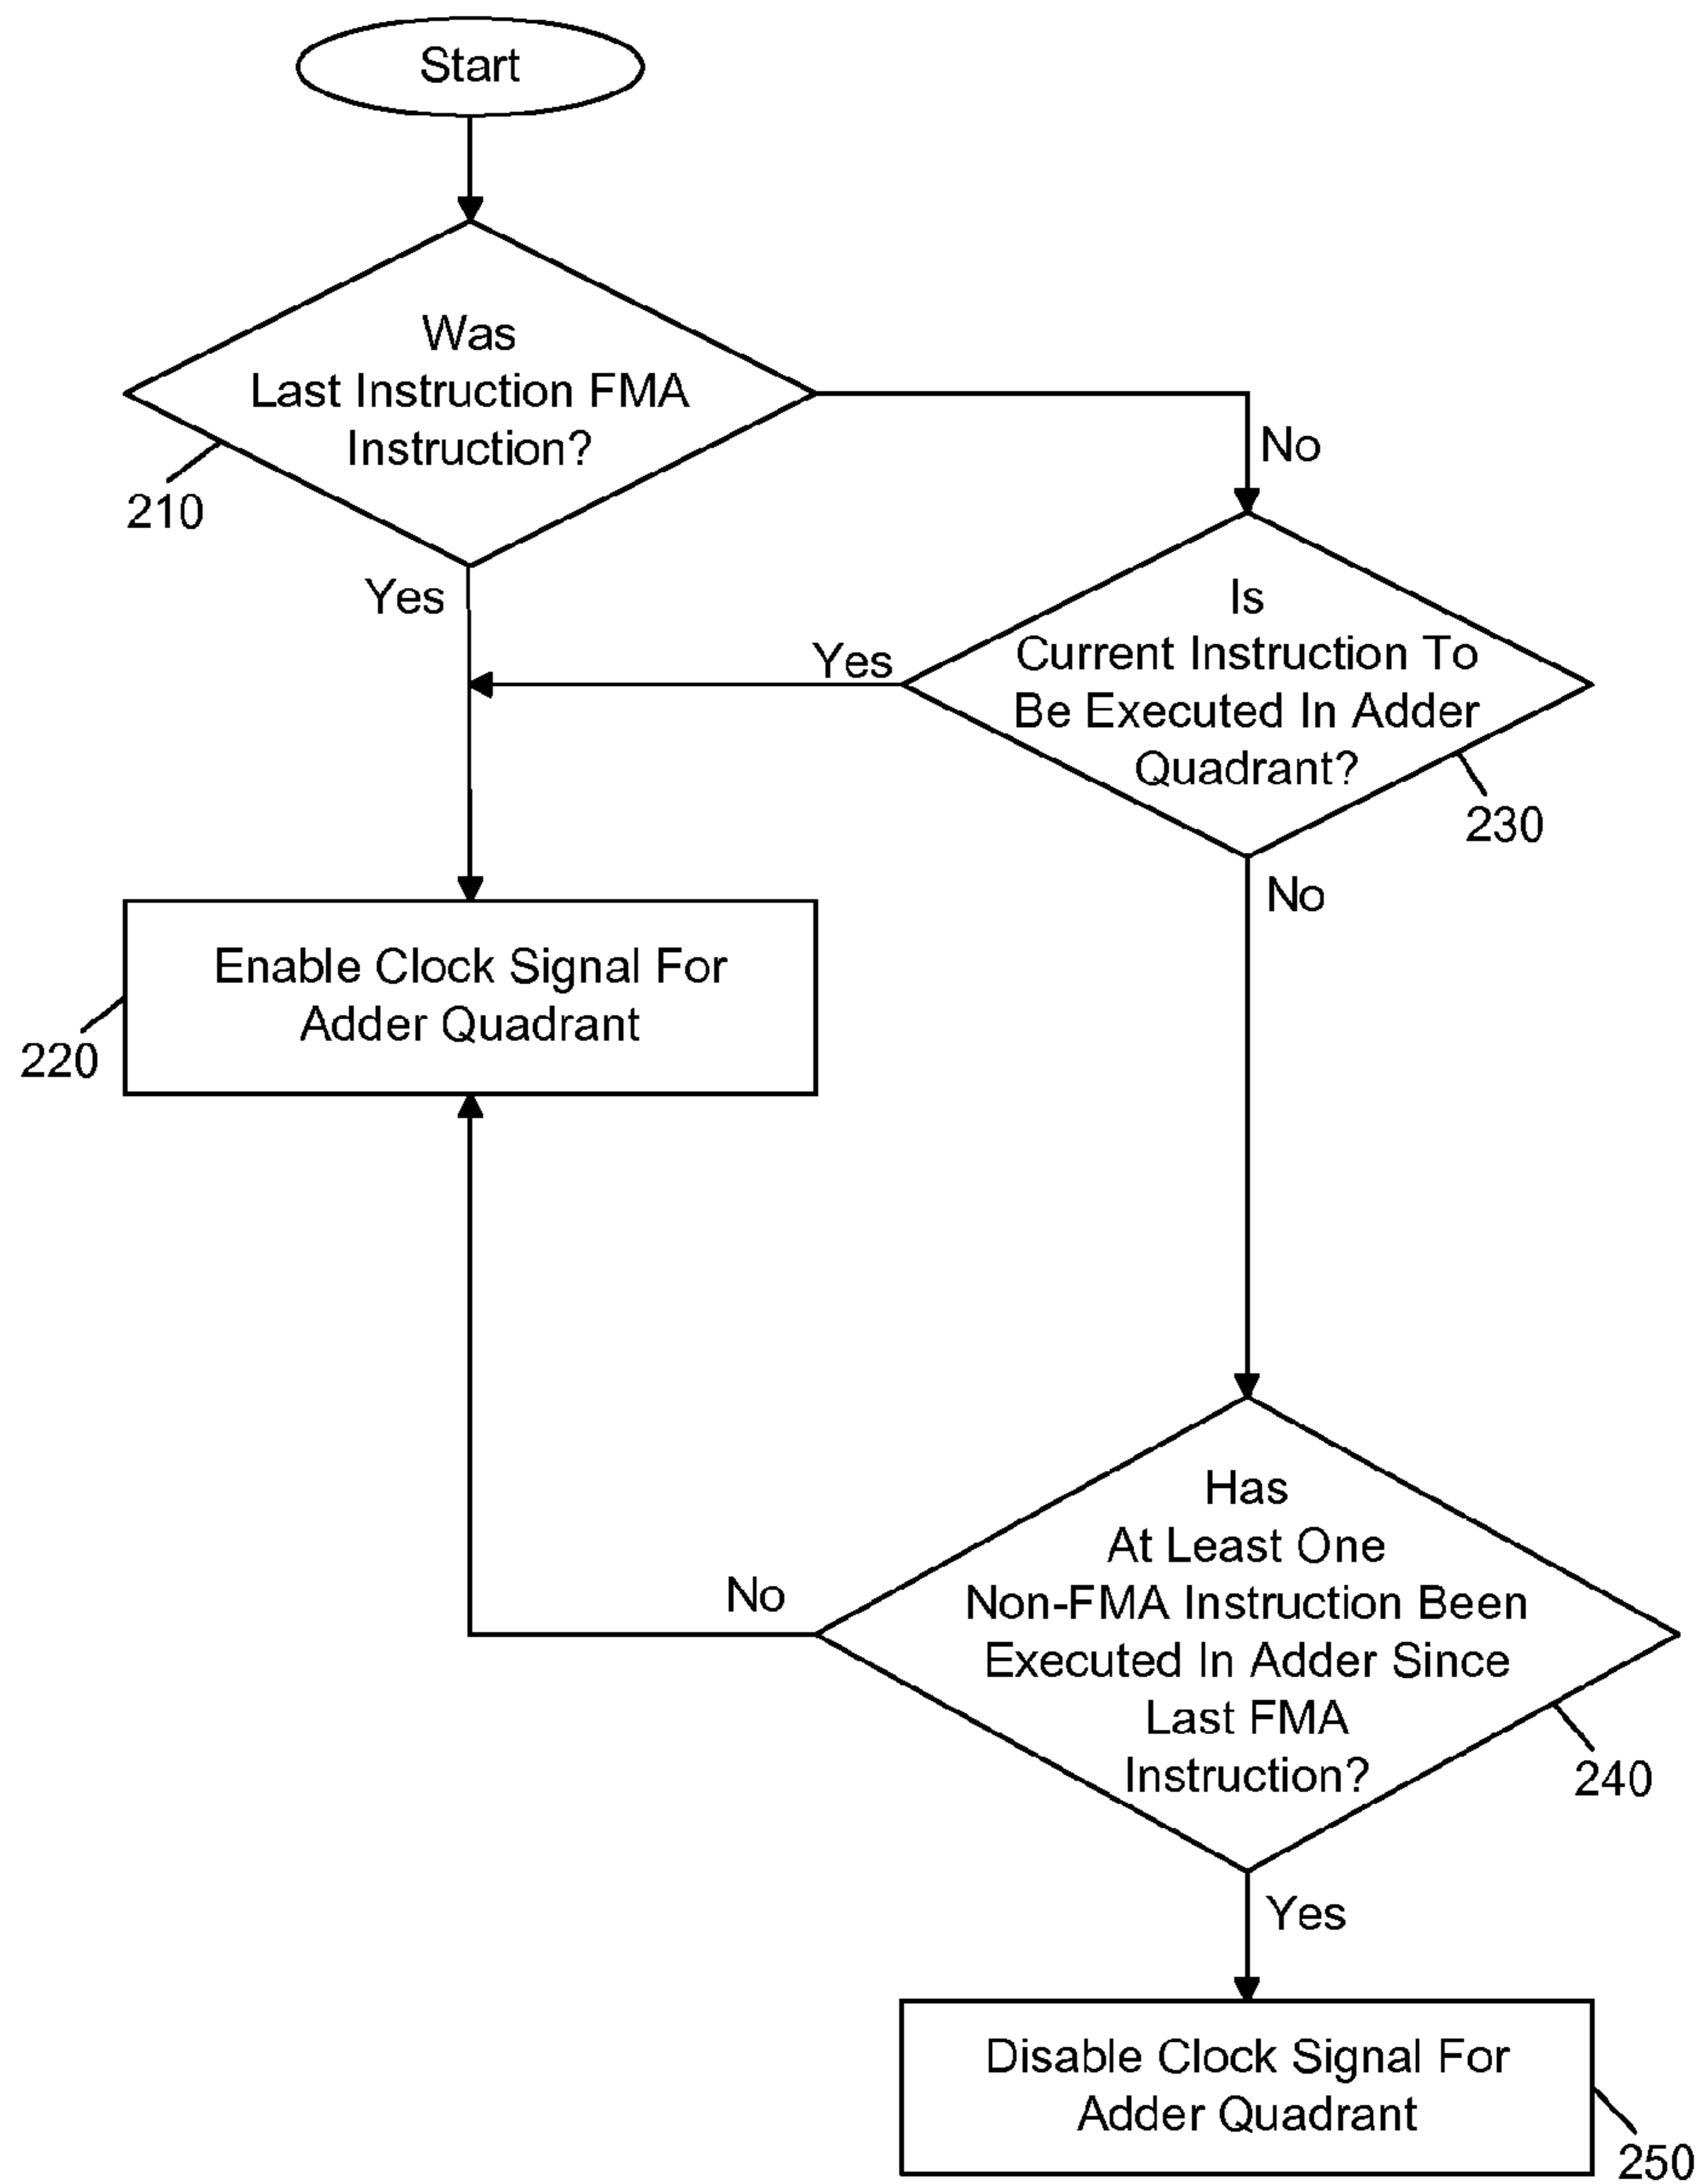 Start
Was
Last Instruction FMA
Instruction?
210
No
Yes
Is
Current Instruction To
Be Executed In Adder
Quadrant?
230
Yes
No
Enable Clock Signal For
Adder Quadrant
220
Has
At Least One
Non-FMA Instruction Been
Executed In Adder Since
Last FMA
Instruction?
240
No
Yes
Disable Clock Signal For
Adder Quadrant
250